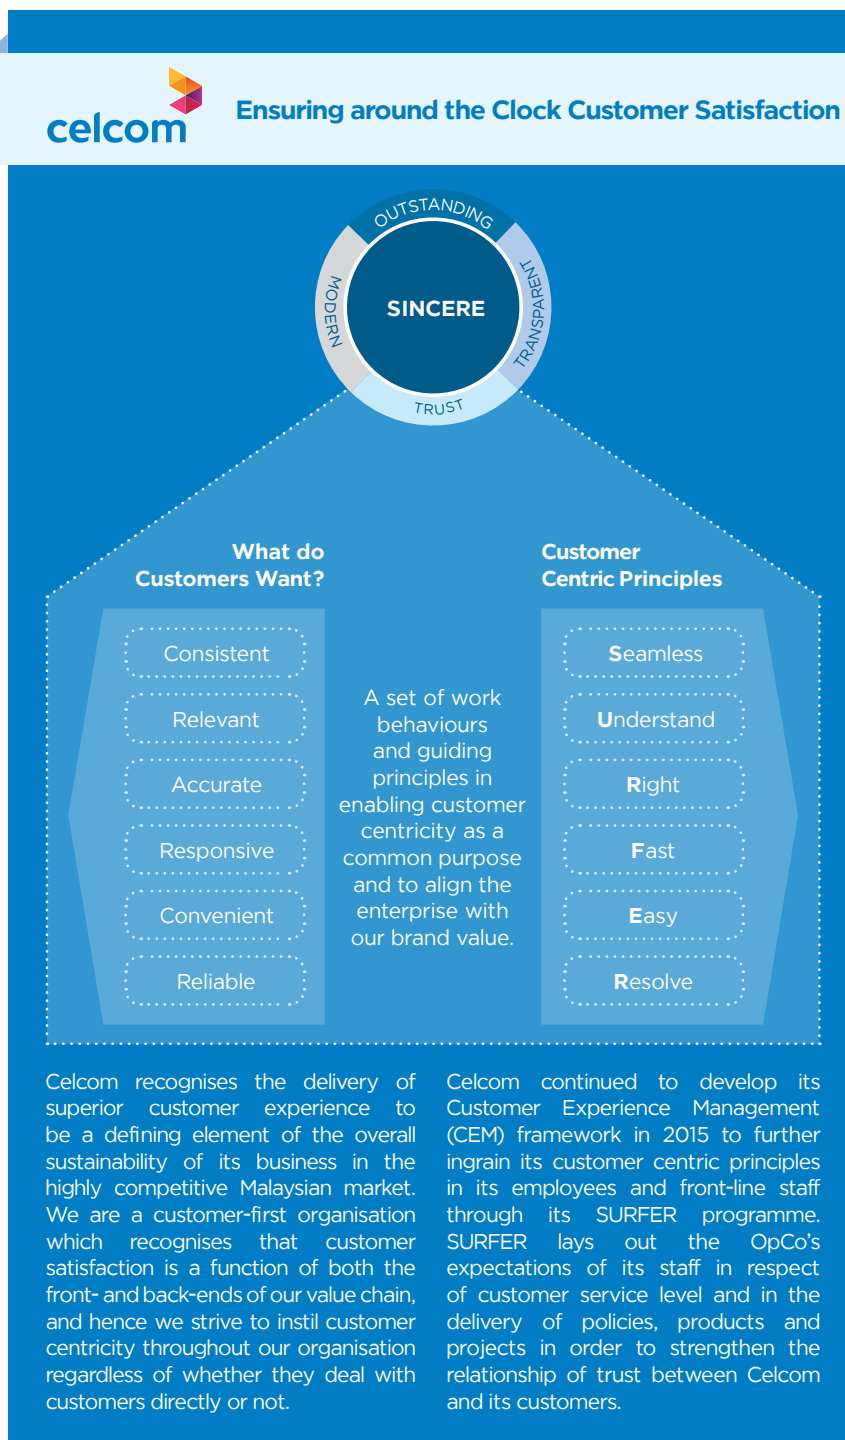 celcom
Ensuring around the Clock Customer Satisfaction
OUTSTANDING
MODERN
SINCERE
TRANSPARENT
TRUST
What do
Customers Want?
Consistent
Relevant
Accurate
Responsive
Convenient
Reliable
A set of work
behaviours
and guiding
principles in
enabling customer
centricity as a
common purpose
and to align the
enterprise with
our brand value.
Customer
Centric Principles
Seamless
Understand
Right
Fast
Easy
Resolve
Celcom recognises the delivery of
superior customer experience to
be a defining element of the overall
sustainability of its business in the
highly competitive Malaysian market.
We are a customer-first organisation
which recognises that customer
satisfaction is a function of both the
front- and back-ends of our value chain,
and hence we strive to instil customer
centricity throughout our organisation
regardless of whether they deal with
customers directly or not.
Celcom continued to develop its
Customer Experience Management
(CEM) framework in 2015 to further
ingrain its customer centric principles
in its employees and front-line staff
through its SURFER programme.
SURFER lays out the OpCo's
expectations of its staff in respect
of customer service level and in the
delivery of policies, products and
projects in order to strengthen the
relationship of trust between Celcom
and its customers.